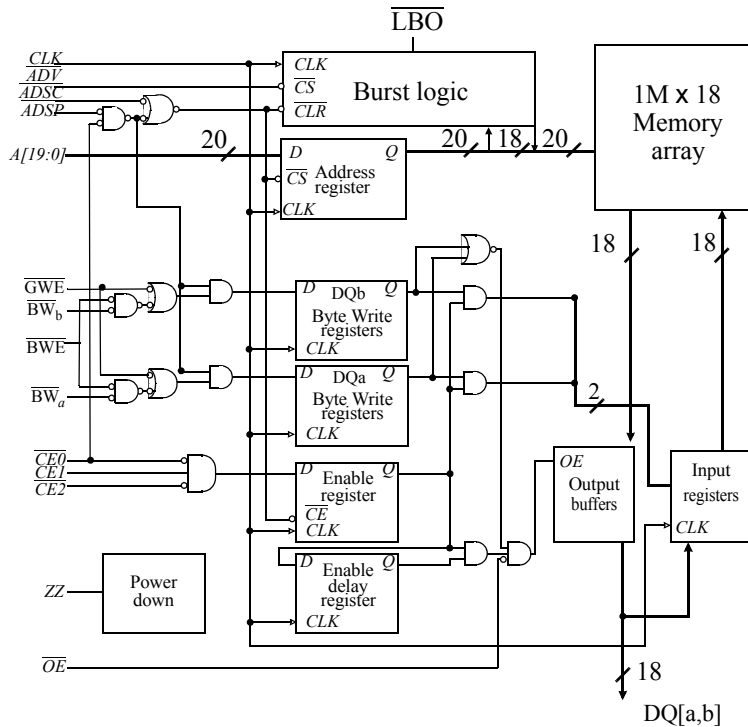 LBO
CLK
ADV
ADSC
ADSP
CLK
CS
CLR
Burst logic
1M x 18
Memory
array
A[19:0]
20
D
Q
CS
Address
register
CLK
20
18
20
18
18
GWE
BWb
BWE
BWa
D
DQb
Q
Byte Write
registers
CLK
D
DQa
Q
Byte Write
registers
CLK
2
CE0
CE1
CE2
D
Enable
Q
register
CE
CLK
OE
Output
buffers
Input
registers
CLK
D
Enable
Q
delay
register
CLK
ZZ
Power
down
OE
18
DQ[a,b]